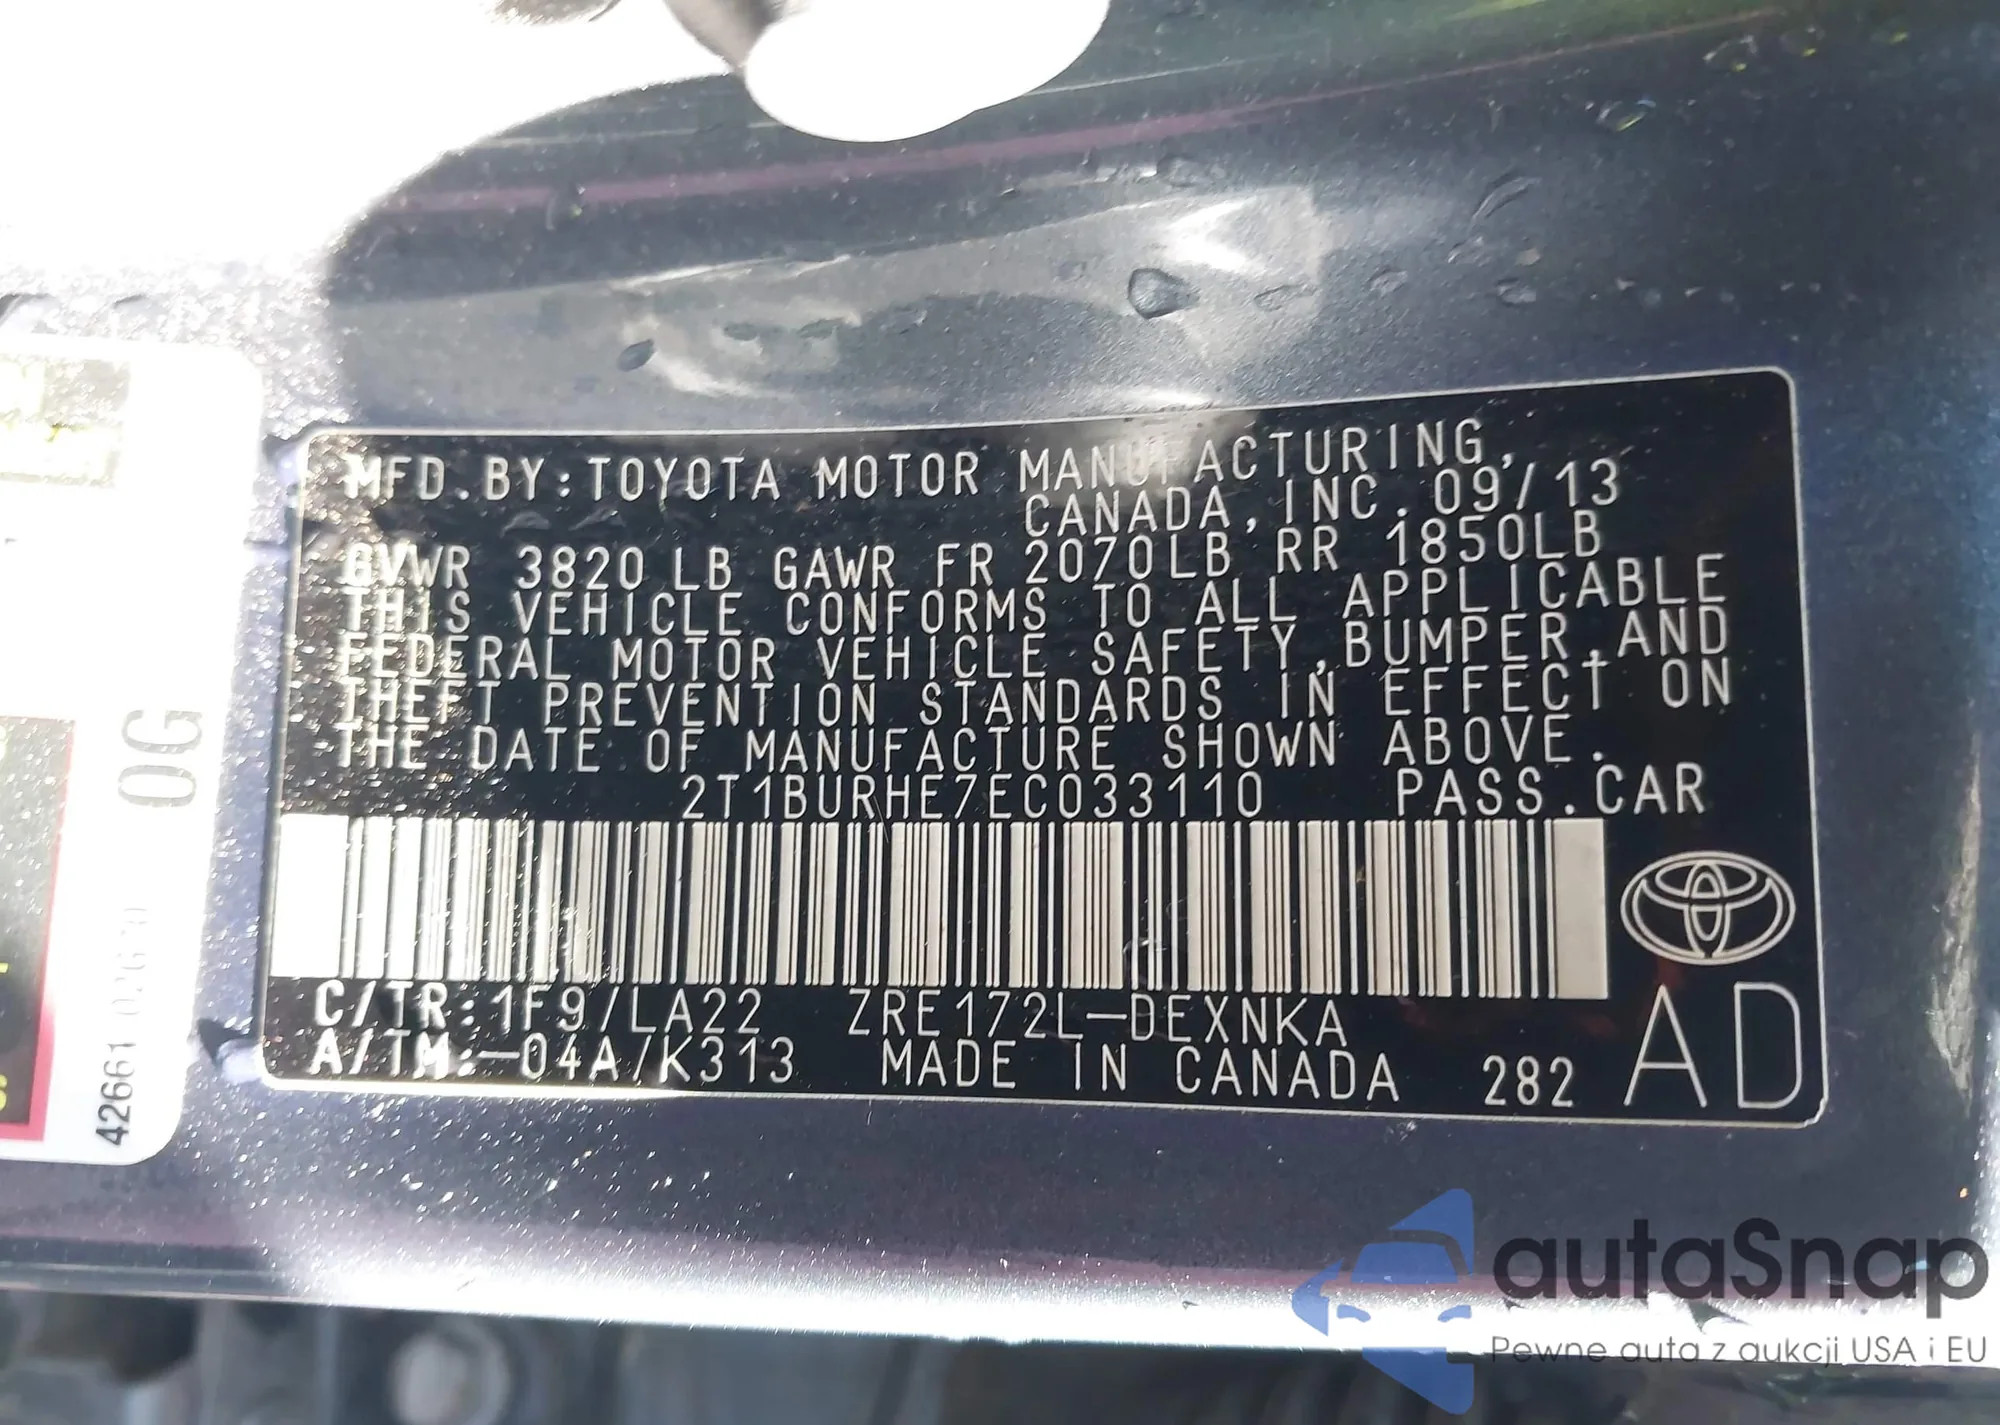 MFD.BY:TOYOTA MOTOR MANUFACTURING,
CANADA,INC.09/13
GVWR 3820LB GAWR FR 2070LB RR 1850LB
THIS VEHICLE CONFORMS TO ALL APPLICABLE
FEDERAL MOTOR VEHICLE SAFETY,BUMPER,AND
THEFT PREVENTION STANDARDS IN EFFECT ON
THE DATE OF MANUFACTURE SHOWN ABOVE.
2T1BURHE7EC033110 PASS.CAR
C/TR:1F9/LA22 ZRE172L-DEXNKA
A/TM:-04A/K313 MADE IN CANADA 282
AD
0G
42661
autaSnap
Pewne auta z aukcji USA i EU